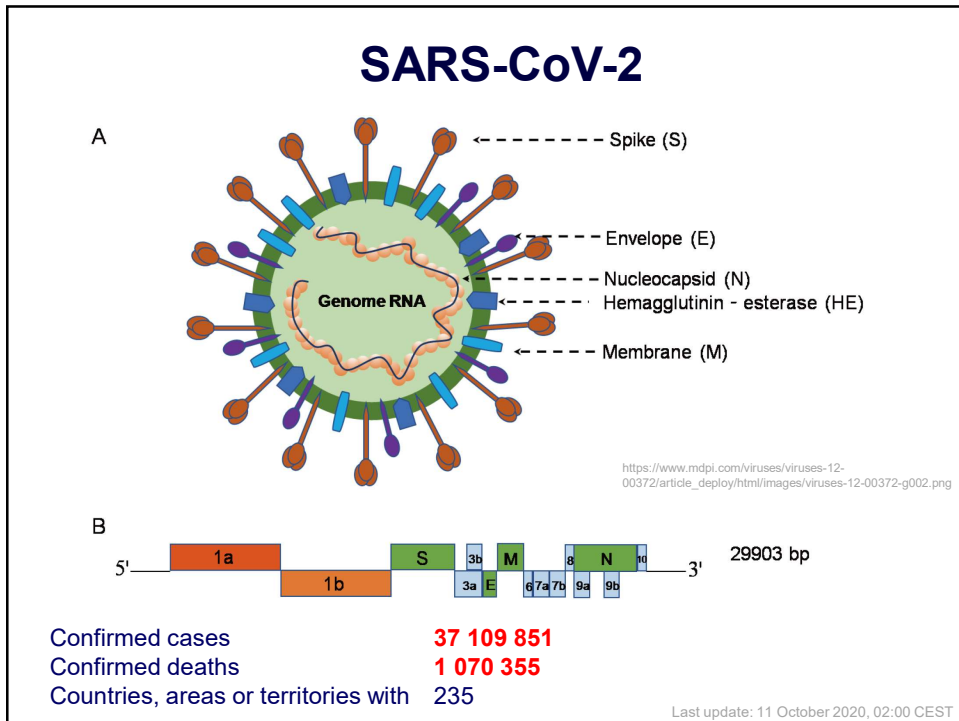 SARS-CoV-2
A
Spike (S)
Envelope (E)
Nucleocapsid (N)
Genome RNA
Hemagglutinin - esterase (HE)
Membrane (M)
https://www.mdpi.com/viruses/viruses-12-
00372/article_deploy/html/images/viruses-12-00372-g002.png
B
1a S 3b M 8 N 10 29903 bp
5' 3'
1b 3a E 6 7a 7b 9a 9b
Confirmed cases 37 109 851
Confirmed deaths 1 070 355
Countries, areas or territories with 235
Last update: 11 October 2020, 02:00 CEST